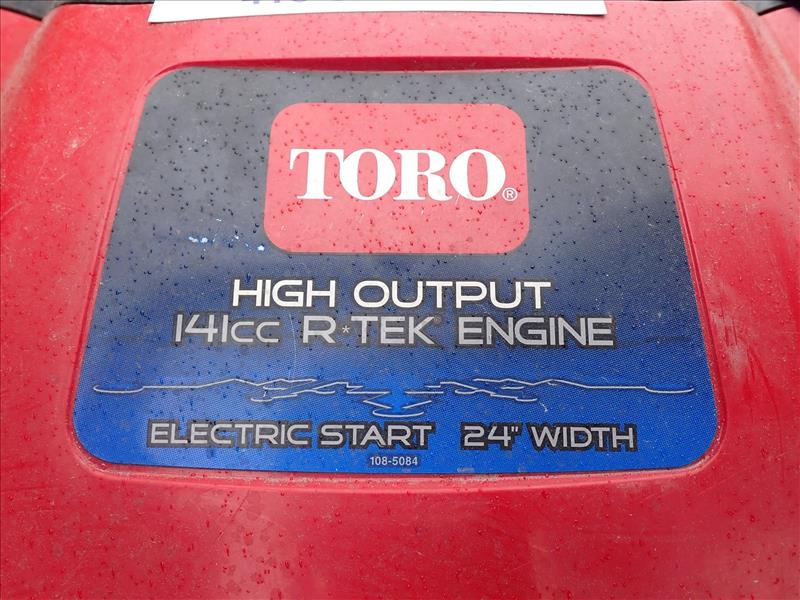 TORO®
HIGH OUTPUT
141cc R*TEK ENGINE
ELECTRIC START 24" WIDTH
108-5084